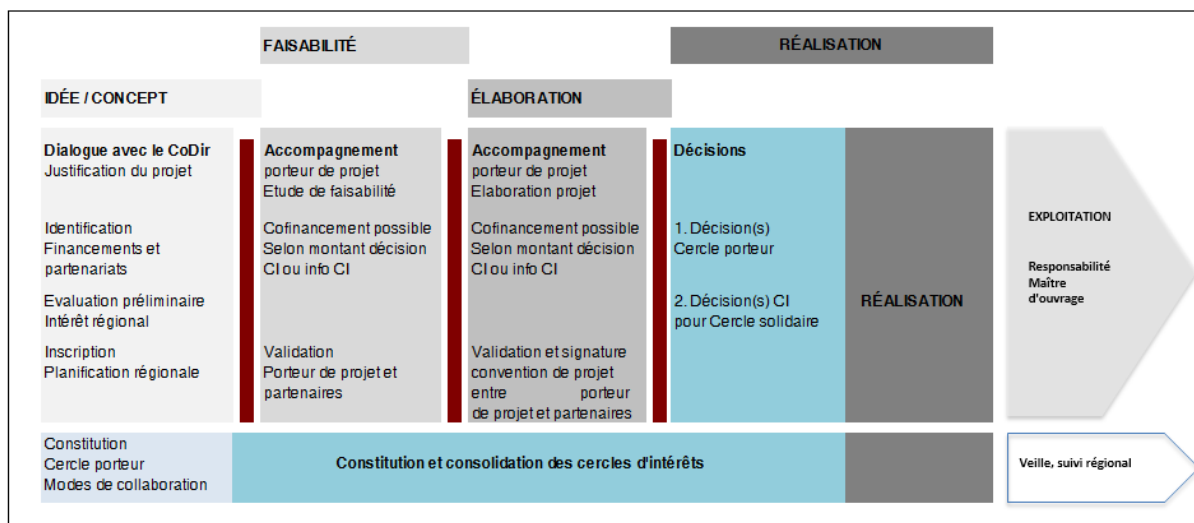 FAISABILITÉ
RÉALISATION
IDÉE / CONCEPT
ÉLABORATION
Dialogue avec le CoDir
Justification du projet
Identification
Financements et
partenariats
Evaluation préliminaire
Intérêt régional
Inscription
Planification régionale
Accompagnement
porteur de projet
Etude de faisabilité
Cofinancement possible
Selon montant décision
CI ou info CI
Validation
Porteur de projet et
partenaires
Accompagnement
porteur de projet
Elaboration projet
Cofinancement possible
Selon montant décision
CI ou info CI
Validation et signature
convention de projet
entre porteur
de projet et partenaires
Décisions
1. Décision(s)
Cercle porteur
2. Décision(s) CI
pour Cercle solidaire
RÉALISATION
EXPLOITATION
Responsabilité
Maître
d'ouvrage
Constitution
Cercle porteur
Modes de collaboration
Constitution et consolidation des cercles d'intérêts
Veille, suivi régional